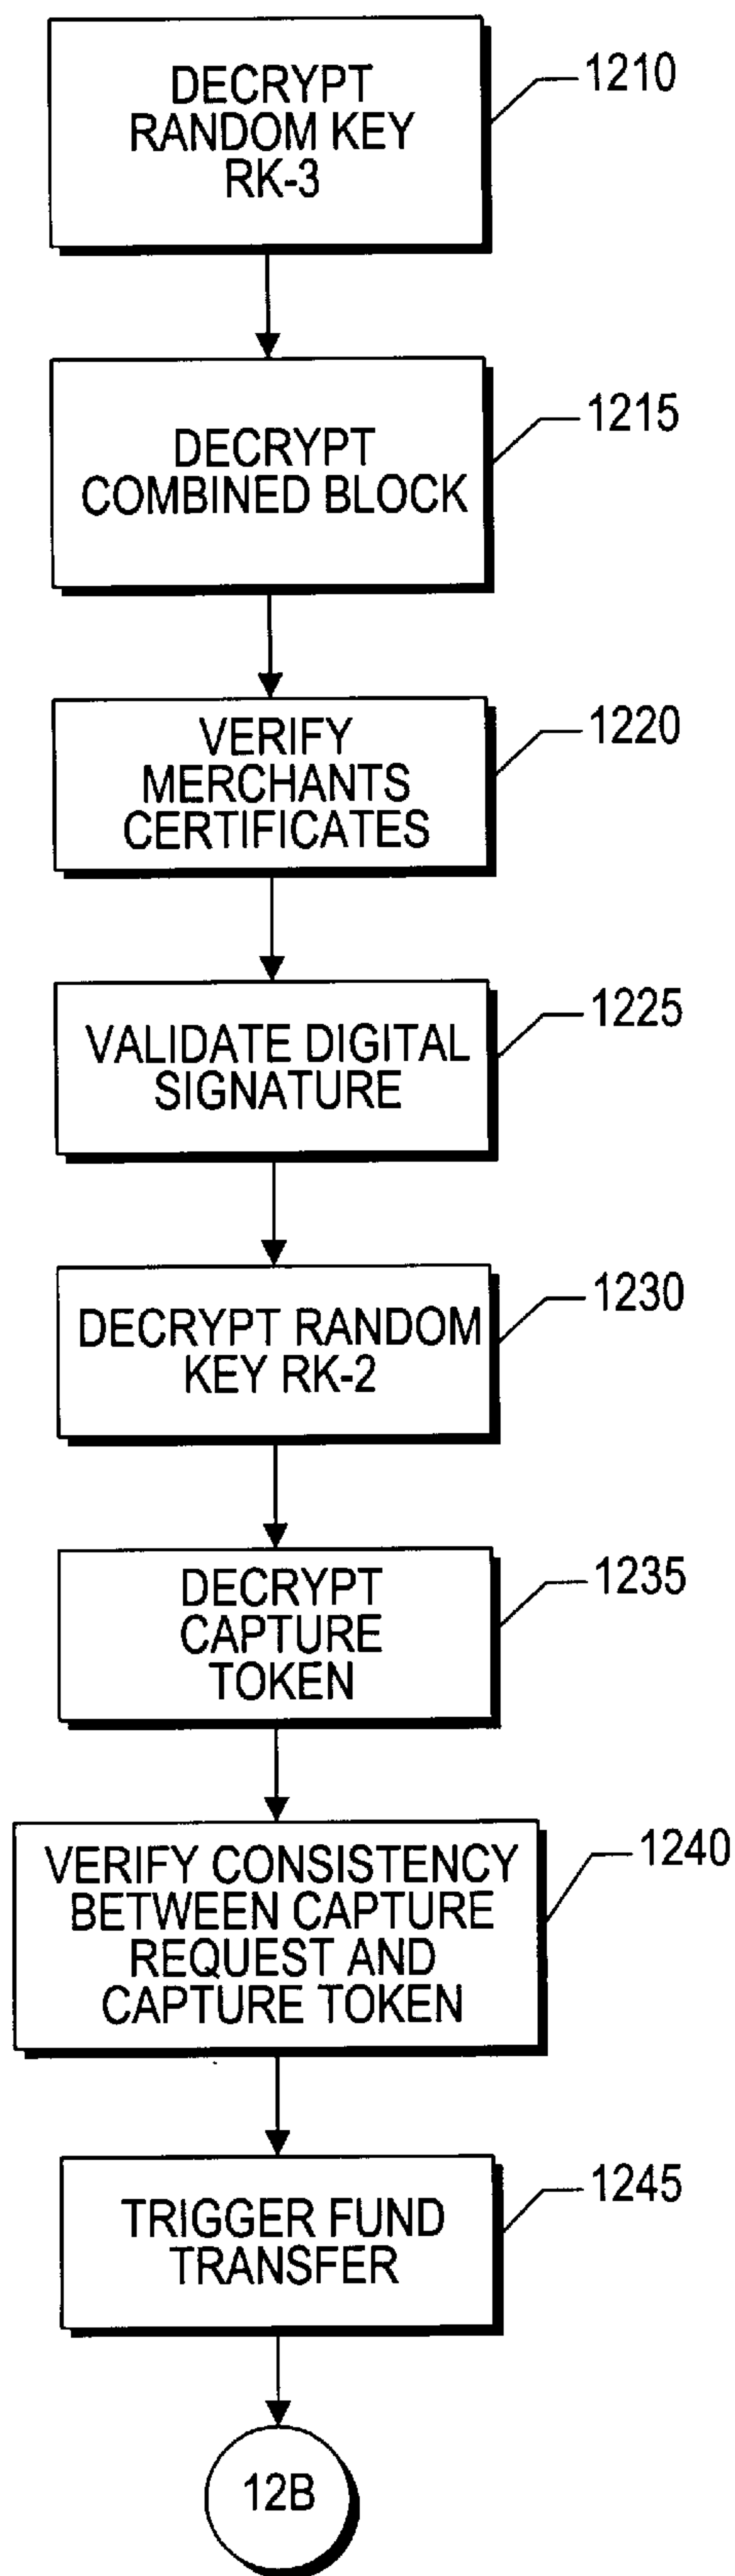 DECRYPT
RANDOM KEY
RK-3
1210
DECRYPT
COMBINED BLOCK
1215
VERIFY
MERCHANTS
CERTIFICATES
1220
VALIDATE DIGITAL
SIGNATURE
1225
DECRYPT RANDOM
KEY RK-2
1230
DECRYPT
CAPTURE
TOKEN
1235
VERIFY CONSISTENCY
BETWEEN CAPTURE
REQUEST AND
CAPTURE TOKEN
1240
TRIGGER FUND
TRANSFER
1245
12B